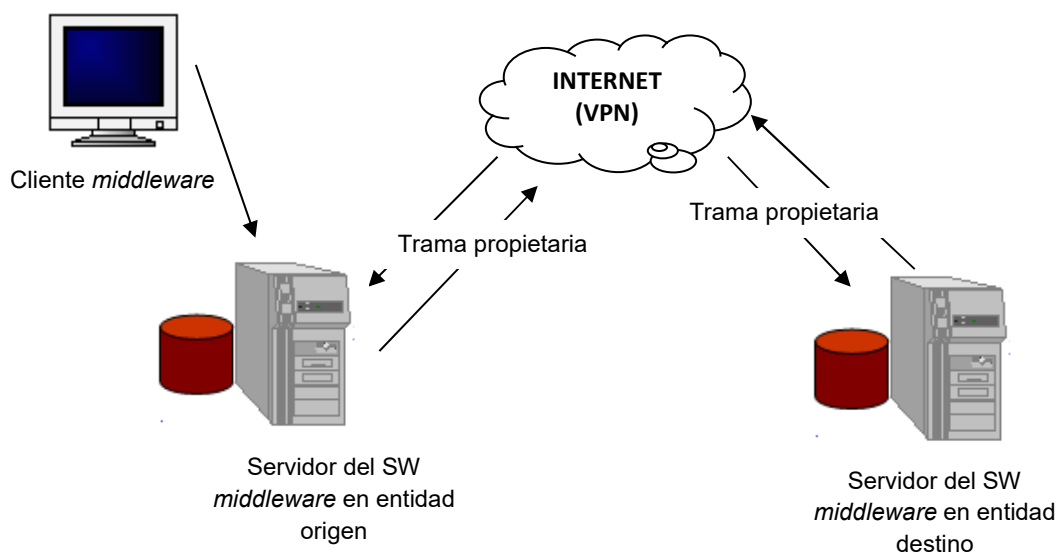 INTERNET
(VPN)
Cliente middleware
Trama propietaria
Trama propietaria
Servidor del SW
middleware en entidad
origen
Servidor del SW
middleware en entidad
destino